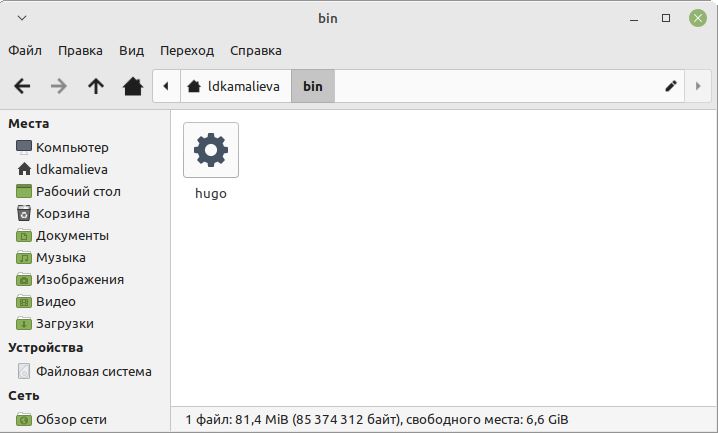 bin
Файл Правка Вид Переход Справка
ldkamalieva bin
Места
Компьютер
ldkamalieva
Рабочий стол
Корзина
Документы
Музыка
Изображения
Видео
Загрузки
Устройства
Файловая система
Сеть
Обзор сети
hugo
1 файл: 81,4 MiB (85 374 312 байт), свободного места: 6,6 GiB